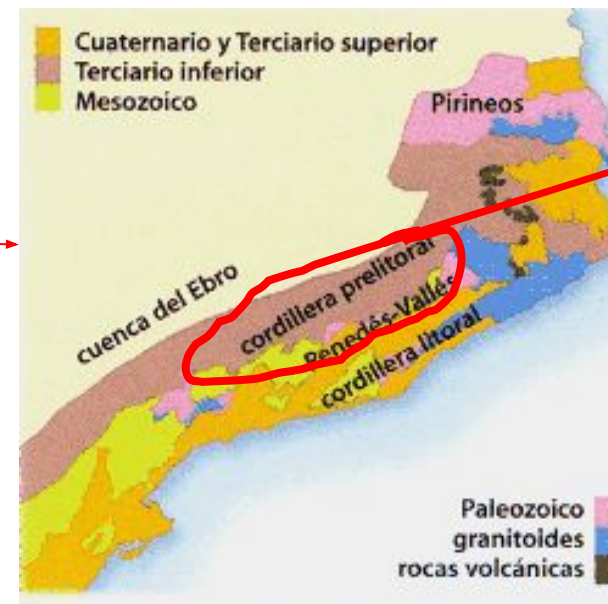 Cuaternario y Terciario superior
Terciario inferior
Mesozoico
Pirineos
cuenca del Ebro
cordillera prelitoral
Penedés-Vallés
cordillera litoral
Paleozoico
granitoides
rocas volcánicas